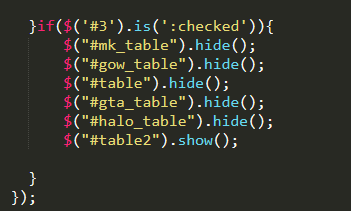 }if($('#3').is(':checked')){
$("#mk_table").hide();
$("#gow_table").hide();
$("#table").hide();
$("#gta_table").hide();
$("#halo_table").hide();
$("#table2").show();
}
});